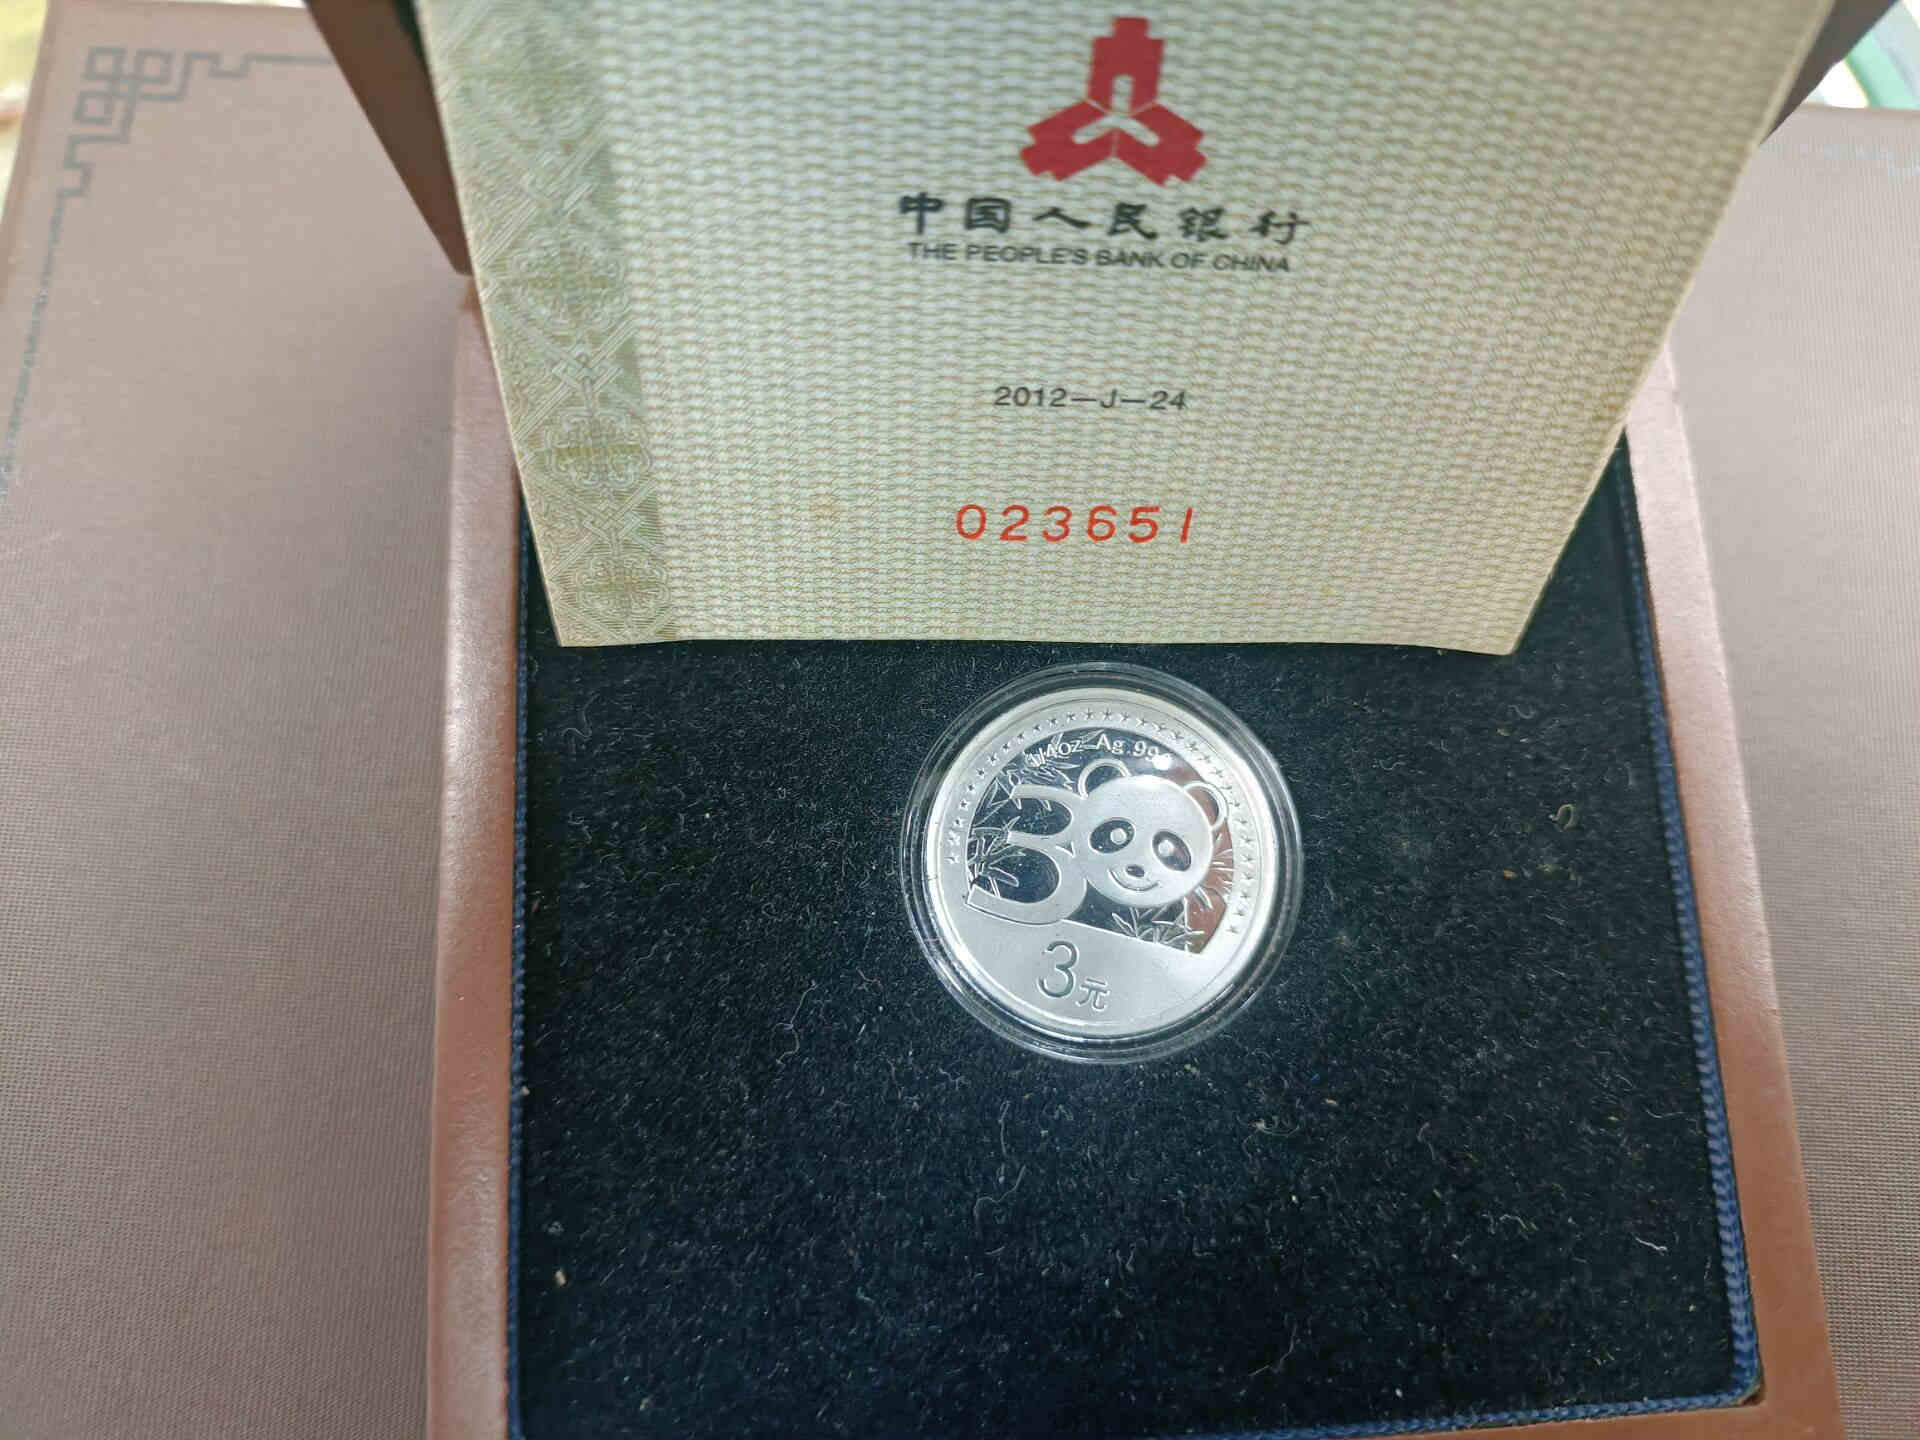 中国人民银行
THE PEOPLE'S BANK OF CHINA
2012—J—24
023651
1/4oz Ag.999
3元